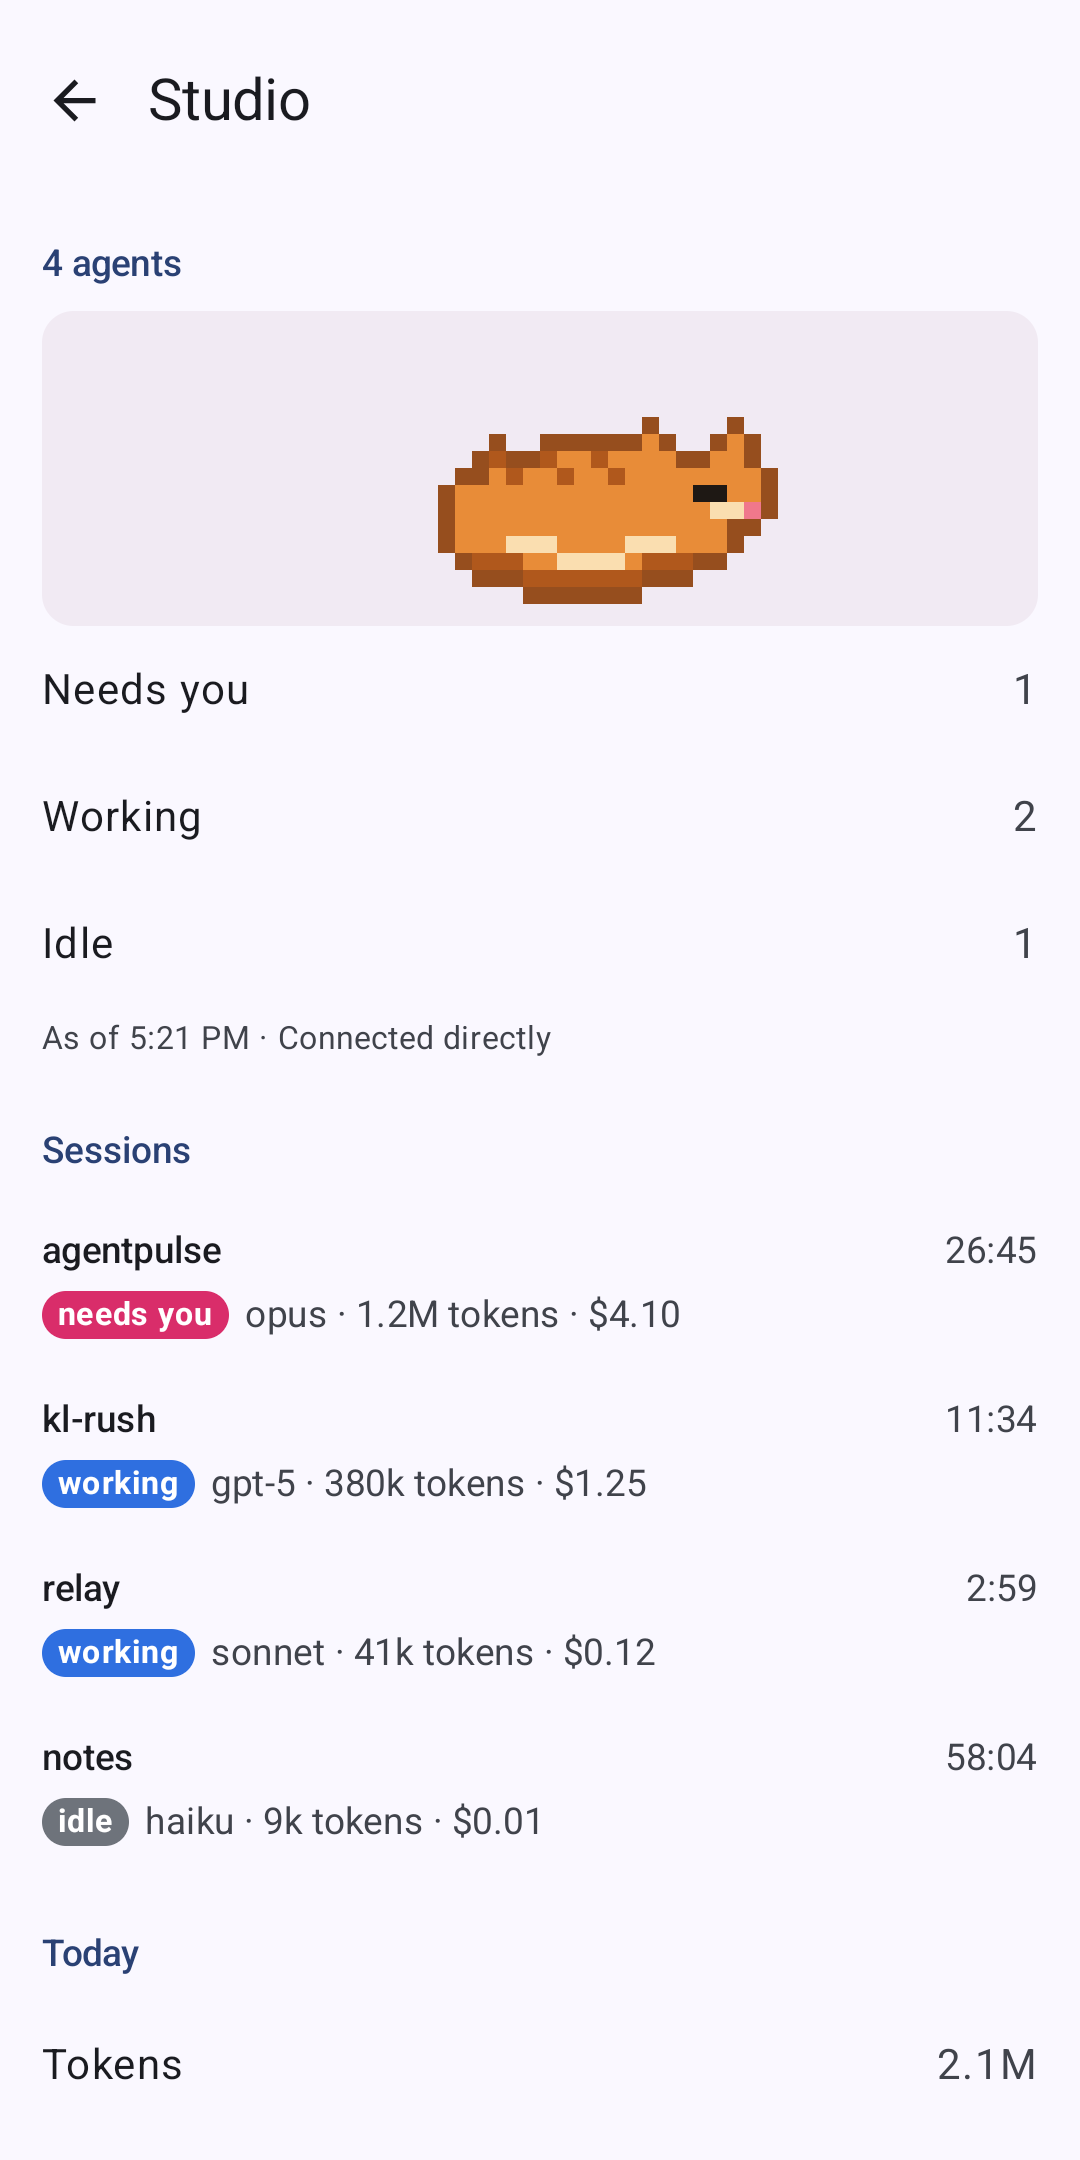 Studio
4 agents
Needs you 1
Working 2
Idle 1
As of 5:21 PM · Connected directly
Sessions
agentpulse 26:45
needs you opus · 1.2M tokens · $4.10
kl-rush 11:34
working gpt-5 · 380k tokens · $1.25
relay 2:59
working sonnet · 41k tokens · $0.12
notes 58:04
idle haiku · 9k tokens · $0.01
Today
Tokens 2.1M